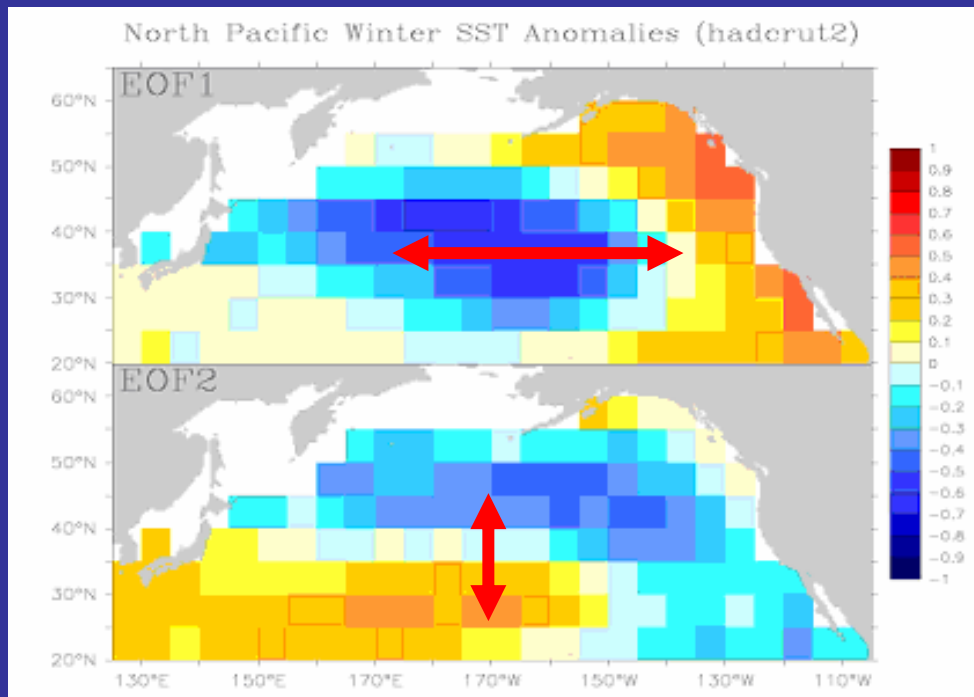 North Pacific Winter SST Anomalies (hadcrut2)
EOF1
60°N
50°N
40°N
30°N
20°N
EOF2
60°N
50°N
40°N
30°N
20°N
130°E 150°E 170°E 170°W 150°W 130°W 110°W
1
0.9
0.8
0.7
0.6
0.5
0.4
0.3
0.2
0.1
0
-0.1
-0.2
-0.3
-0.4
-0.5
-0.6
-0.7
-0.8
-0.9
-1